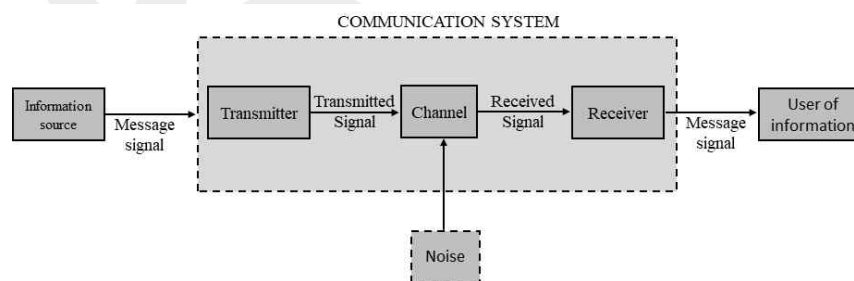 COMMUNICATION SYSTEM
Information
source
Message
signal
Transmitter
Transmitted
Signal
Channel
Received
Signal
Receiver
Message
signal
User of
information
Noise